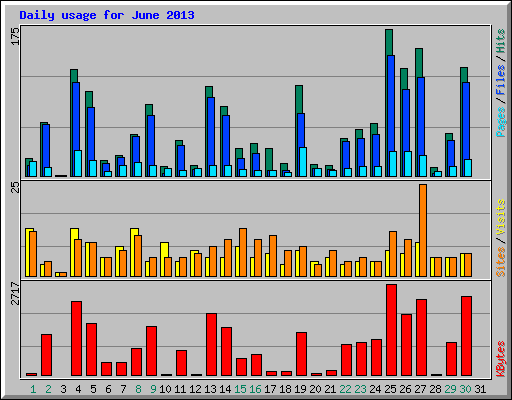 Daily usage for June 2013
175
Pages / Files / Hits
25
Sites / Visits
2717
KBytes
1 2 3 4 5 6 7 8 9 10 11 12 13 14 15 16 17 18 19 20 21 22 23 24 25 26 27 28 29 30 31